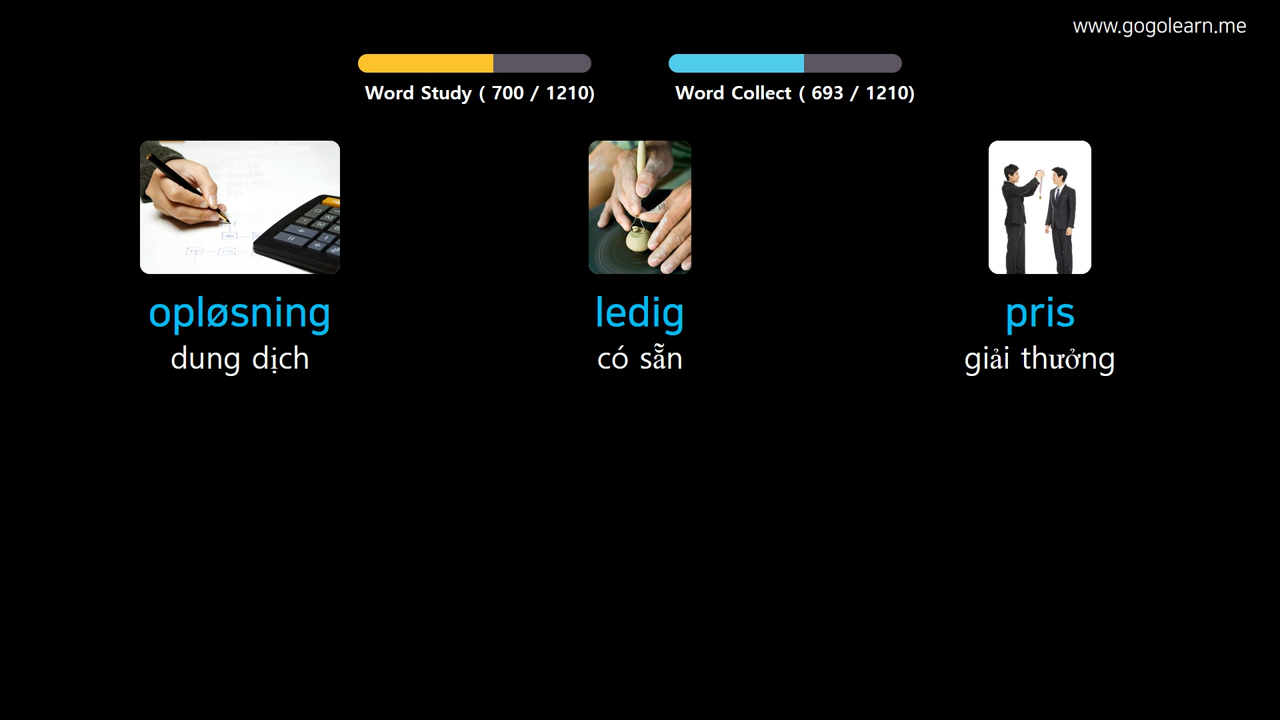 www.gogolearn.me
Word Study ( 700 / 1210)
Word Collect ( 693 / 1210)
opløsning
dung dịch
ledig
có sẵn
pris
giải thưởng